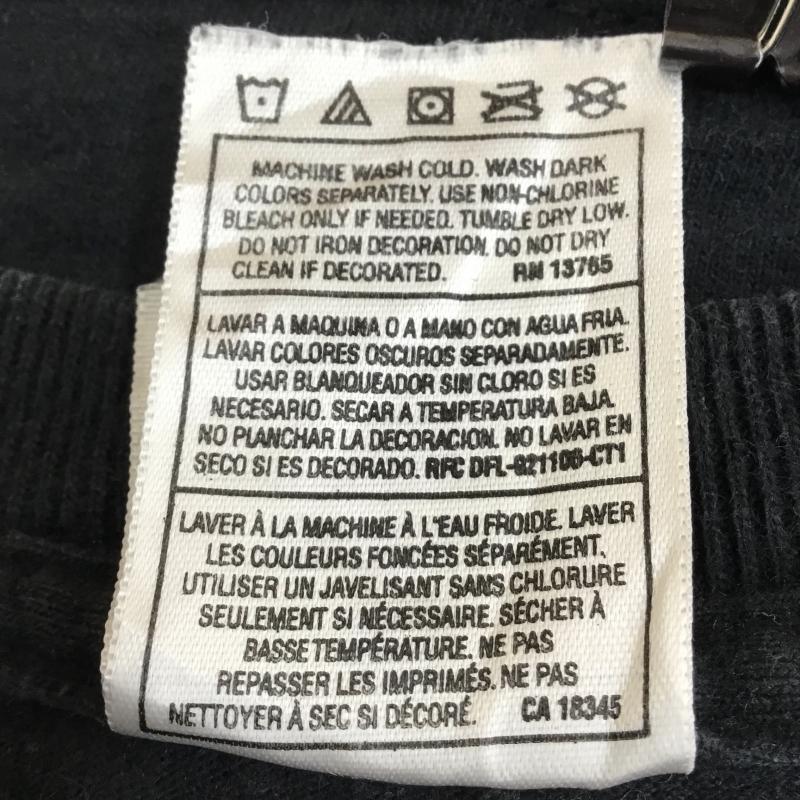 MACHINE WASH COLD. WASH DARK
COLORS SEPARATELY. USE NON-CHLORINE
BLEACH ONLY IF NEEDED. TUMBLE DRY LOW.
DO NOT IRON DECORATION. DO NOT DRY
CLEAN IF DECORATED. RN 13765
LAVAR A MAQUINA O A MANO CON AGUA FRIA.
LAVAR COLORES OSCUROS SEPARADAMENTE.
USAR BLANQUEADOR SIN CLORO SI ES
NECESARIO. SECAR A TEMPERATURA BAJA.
NO PLANCHAR LA DECORACION. NO LAVAR EN
SECO SI ES DECORADO. RFC DFL-921106-CT1
LAVER À LA MACHINE À L'EAU FROIDE. LAVER
LES COULEURS FONCÉES SÉPARÉMENT.
UTILISER UN JAVELISANT SANS CHLORURE
SEULEMENT SI NÉCESSAIRE. SÉCHER À
BASSE TEMPÉRATURE. NE PAS
REPASSER LES IMPRIMÉS. NE PAS
NETTOYER À SEC SI DÉCORÉ. CA 18345